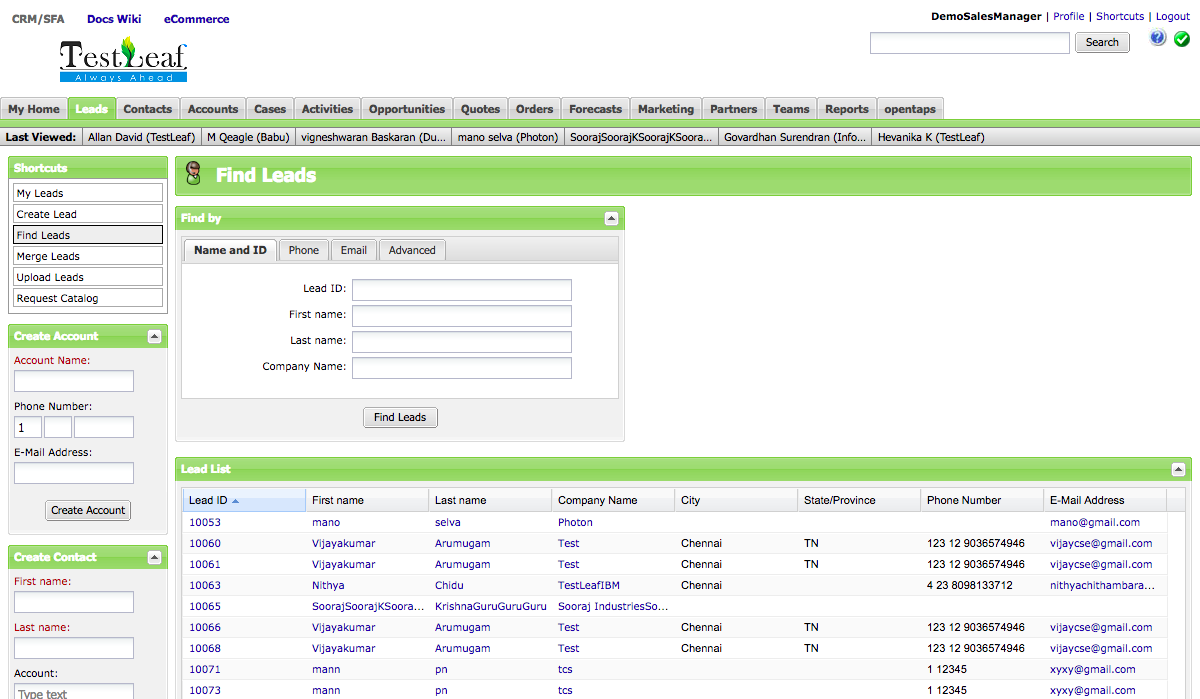 CRM/SFA Docs Wiki eCommerce
DemoSalesManager | Profile | Shortcuts | Logout
Search
TestLeaf
Always Ahead
My Home Leads Contacts Accounts Cases Activities Opportunities Quotes Orders Forecasts Marketing Partners Teams Reports opentaps
Last Viewed: Allan David (TestLeaf) M Qeagle (Babu) vigneshwaran Baskaran (Du... mano selva (Photon) SoorajSoorajKSoorajKSoora... Govardhan Surendran (Info... Hevanika K (TestLeaf)
Shortcuts
My Leads
Create Lead
Find Leads
Merge Leads
Upload Leads
Request Catalog
Create Account
Account Name:
Phone Number:
1
E-Mail Address:
Create Account
Create Contact
First name:
Last name:
Account:
Type text
Find Leads
Find by
Name and ID Phone Email Advanced
Lead ID:
First name:
Last name:
Company Name:
Find Leads
Lead List
Lead ID First name Last name Company Name City State/Province Phone Number E-Mail Address
10053 mano selva Photon mano@gmail.com
10060 Vijayakumar Arumugam Test Chennai TN 123 12 9036574946 vijaycse@gmail.com
10061 Vijayakumar Arumugam Test Chennai TN 123 12 9036574946 vijaycse@gmail.com
10063 Nithya Chidu TestLeafIBM Chennai 4 23 8098133712 nithyachithambara...
10065 SoorajSoorajKSoora... KrishnaGuruGuruGuru Sooraj IndustriesSo...
10066 Vijayakumar Arumugam Test Chennai TN 123 12 9036574946 vijaycse@gmail.com
10068 Vijayakumar Arumugam Test Chennai TN 123 12 9036574946 vijaycse@gmail.com
10071 mann pn tcs 1 12345 xyxy@gmail.com
10073 mann pn tcs 1 12345 xyxy@gmail.com